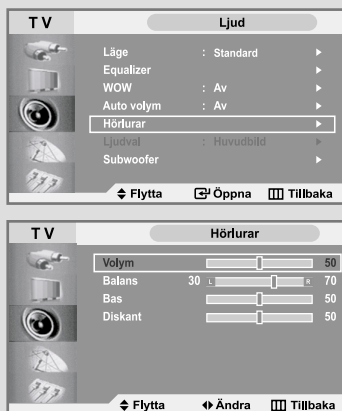 TV Ljud
Läge : Standard
Equalizer
WOW : Av
Auto volym : Av
Hörlurar
Ljudval : Huvudbild
Subwoofer
Flytta Öppna Tillbaka
TV Hörlurar
Volym 50
Balans 30 L R 70
Bas 50
Diskant 50
Flytta Ändra Tillbaka